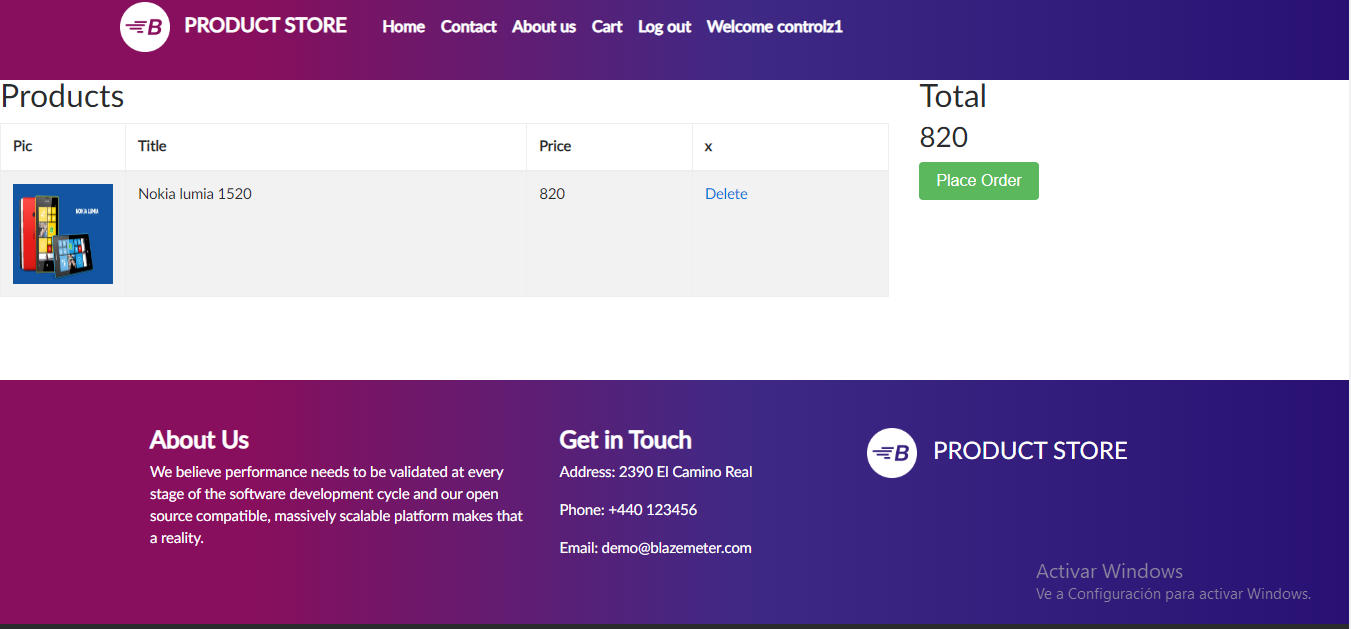 B PRODUCT STORE Home Contact About us Cart Log out Welcome controlz1
Products
Total
820
Place Order
Pic Title Price x
NOKIA LUMIA
Nokia lumia 1520 820 Delete
About Us
We believe performance needs to be validated at every
stage of the software development cycle and our open
source compatible, massively scalable platform makes that
a reality.
Get in Touch
Address: 2390 El Camino Real
Phone: +440 123456
Email: demo@blazemeter.com
B PRODUCT STORE
Activar Windows
Ve a Configuración para activar Windows.